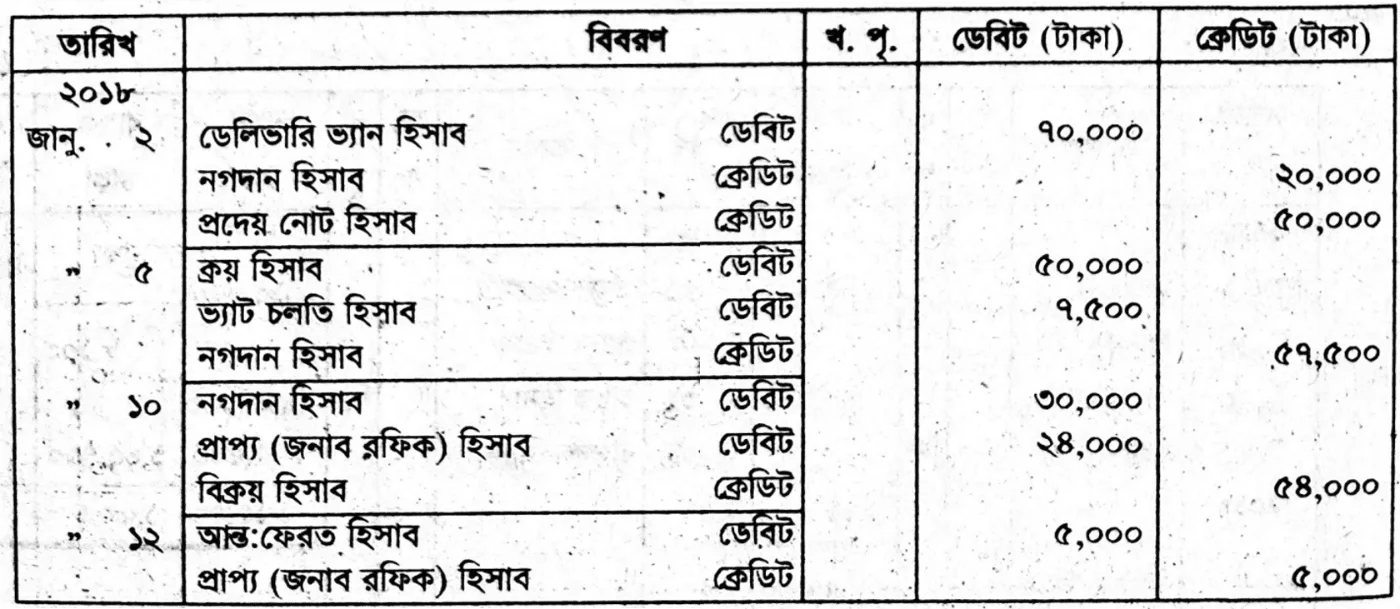 তারিখ বিবরণ খ. পৃ. ডেবিট (টাকা) ক্রেডিট (টাকা)
২০১৮
জানু. ২ ডেলিভারি ভ্যান হিসাব ডেবিট ৭০,০০০
নগদান হিসাব ক্রেডিট ২০,০০০
প্রদেয় নোট হিসাব ক্রেডিট ৫০,০০০
" ৫ ক্রয় হিসাব ডেবিট ৫০,০০০
ভ্যাট চলতি হিসাব ডেবিট ৭,৫০০
নগদান হিসাব ক্রেডিট ৫৭,৫০০
" ১০ নগদান হিসাব ডেবিট ৩০,০০০
প্রাপ্য (জনাব রফিক) হিসাব ডেবিট ২৪,০০০
বিক্রয় হিসাব ক্রেডিট ৫৪,০০০
" ১২ আন্ত:ফেরত হিসাব ডেবিট ৫,০০০
প্রাপ্য (জনাব রফিক) হিসাব ক্রেডিট ৫,০০০